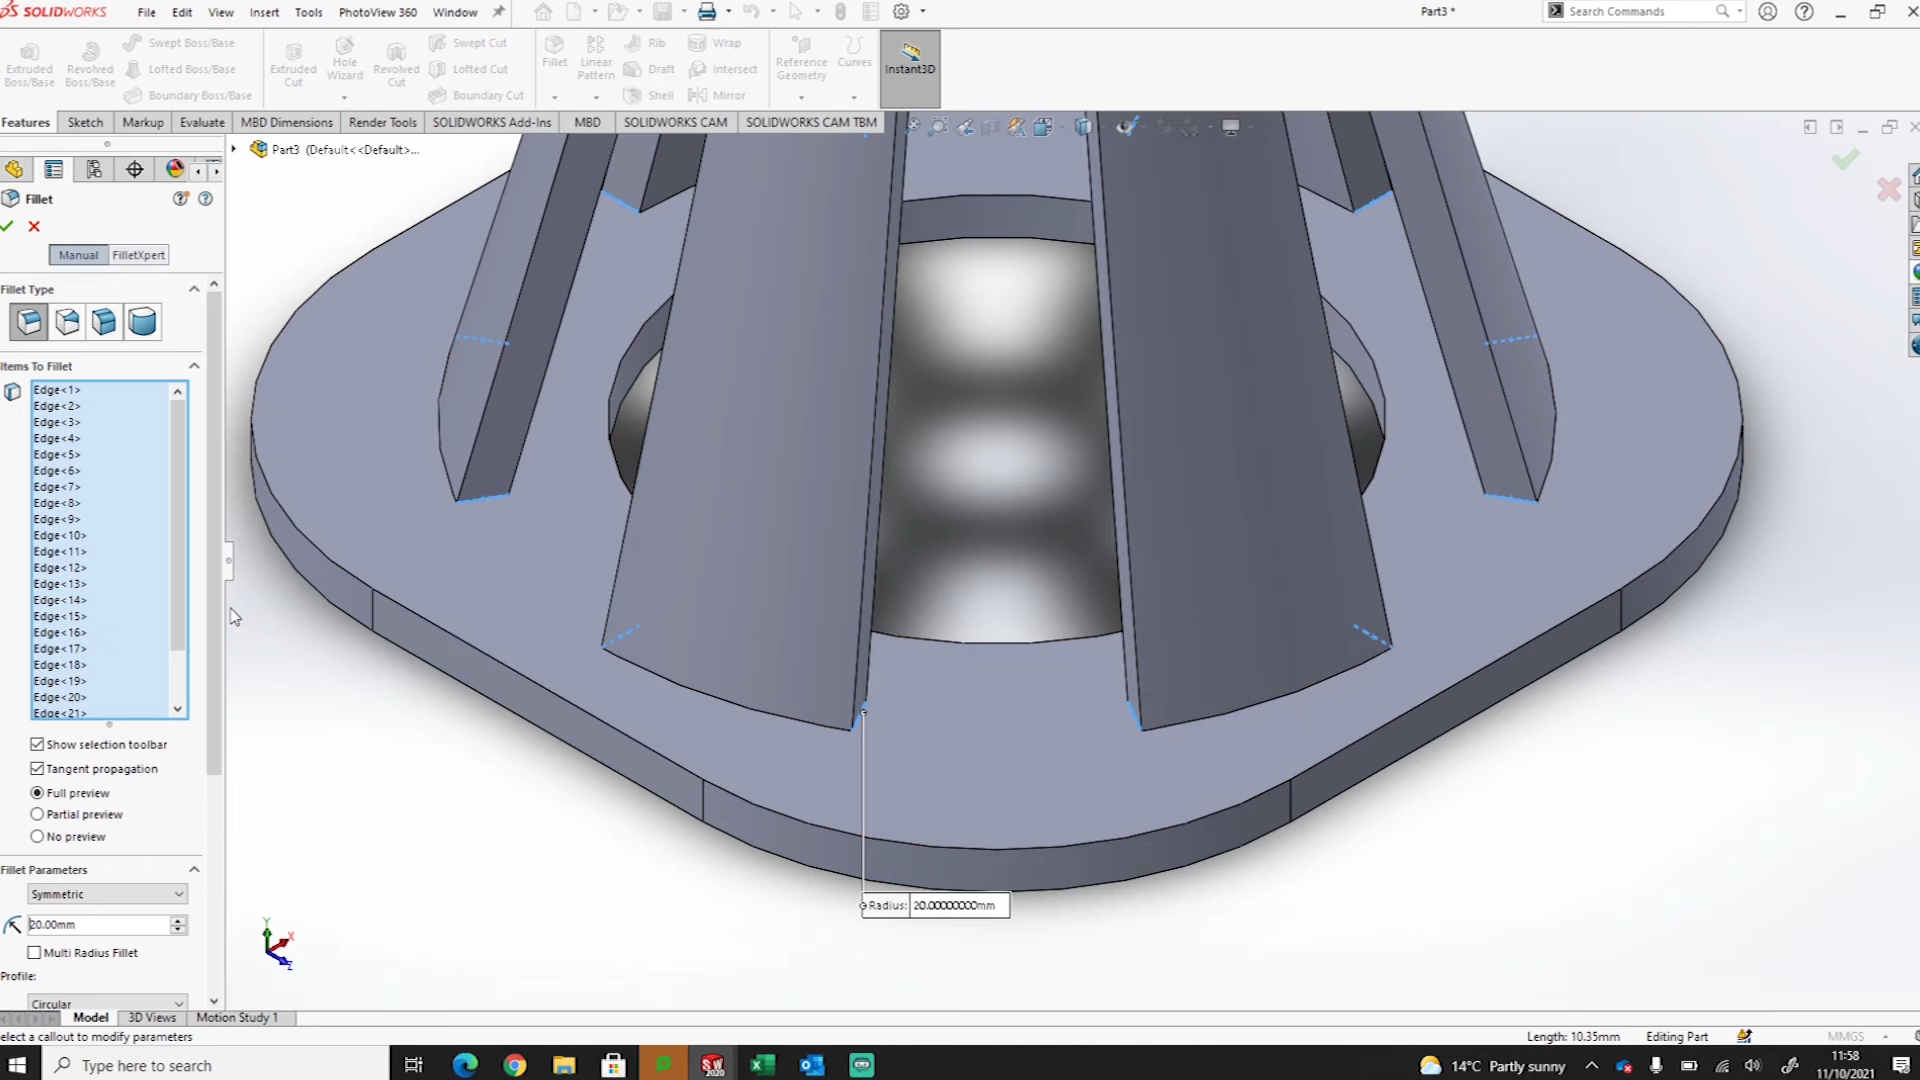 SOLIDWORKS File Edit View Insert Tools PhotoView 360 Window Part3 * Search Commands
Extruded Boss/Base
Revolved Boss/Base
Swept Boss/Base
Lofted Boss/Base
Boundary Boss/Base
Extruded Cut
Hole Wizard
Revolved Cut
Swept Cut
Lofted Cut
Boundary Cut
Fillet
Linear Pattern
Rib
Draft
Shell
Wrap
Intersect
Mirror
Reference Geometry
Curves
Instant3D
Features Sketch Markup Evaluate MBD Dimensions Render Tools SOLIDWORKS Add-Ins MBD SOLIDWORKS CAM SOLIDWORKS CAM TBM
Part3 (Default<<Default>...
Fillet
Manual FilletXpert
Fillet Type
Items To Fillet
Edge<1>
Edge<2>
Edge<3>
Edge<4>
Edge<5>
Edge<6>
Edge<7>
Edge<8>
Edge<9>
Edge<10>
Edge<11>
Edge<12>
Edge<13>
Edge<14>
Edge<15>
Edge<16>
Edge<17>
Edge<18>
Edge<19>
Edge<20>
Edge<21>
Show selection toolbar
Tangent propagation
Full preview
Partial preview
No preview
Fillet Parameters
Symmetric
20.00mm
Multi Radius Fillet
Profile:
Circular
Radius: 20.00000000mm
Y
X
Z
Model 3D Views Motion Study 1
elect a callout to modify parameters Length: 10.35mm Editing Part MMGS
Type here to search
SW 2020
14°C Partly sunny
11:58
11/10/2021